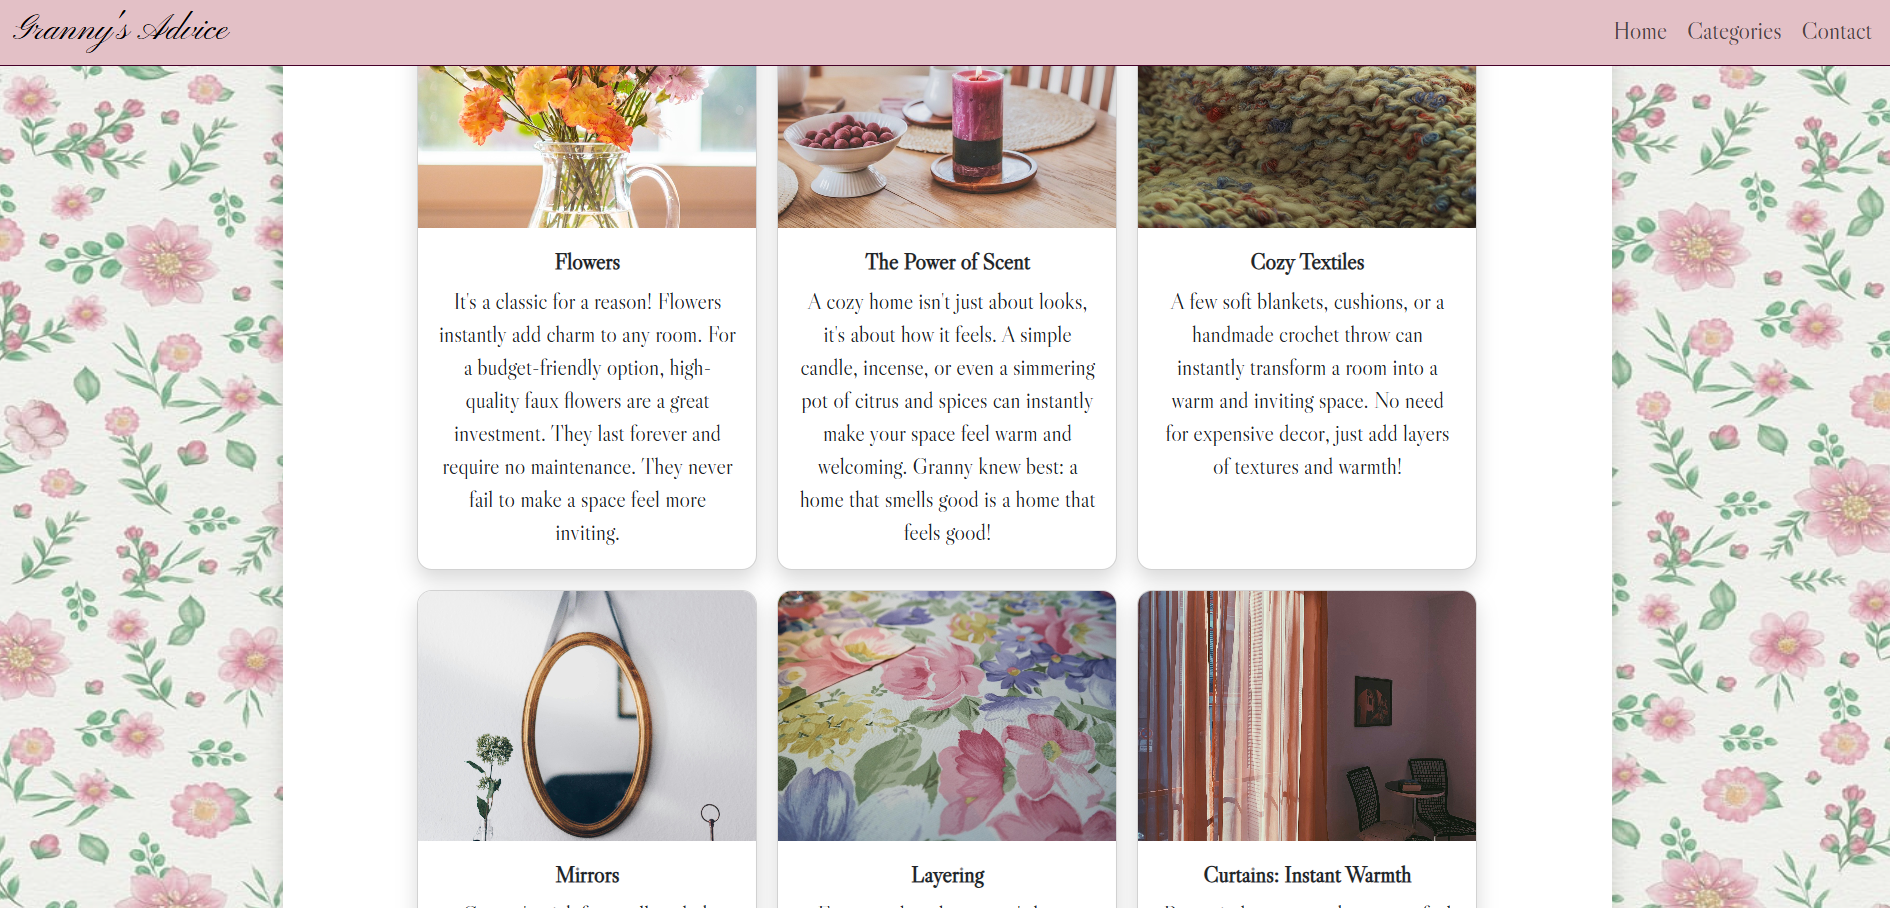 Granny's Advice
Home Categories Contact
Flowers
It's a classic for a reason! Flowers
instantly add charm to any room. For
a budget-friendly option, high-
quality faux flowers are a great
investment. They last forever and
require no maintenance. They never
fail to make a space feel more
inviting.
The Power of Scent
A cozy home isn't just about looks,
it's about how it feels. A simple
candle, incense, or even a simmering
pot of citrus and spices can instantly
make your space feel warm and
welcoming. Granny knew best: a
home that smells good is a home that
feels good!
Cozy Textiles
A few soft blankets, cushions, or a
handmade crochet throw can
instantly transform a room into a
warm and inviting space. No need
for expensive decor, just add layers
of textures and warmth!
Mirrors
Layering
Curtains: Instant Warmth